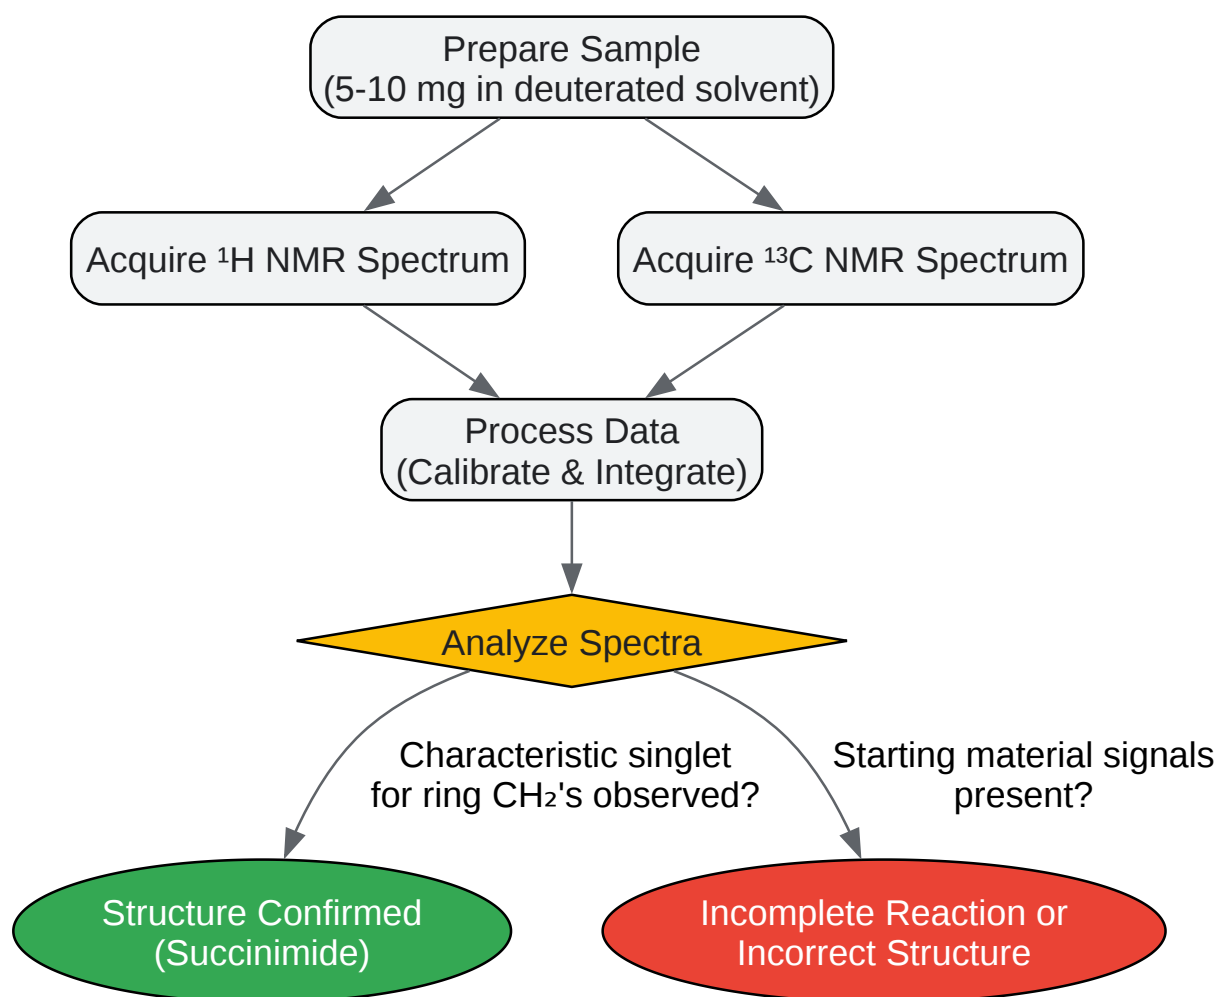 Prepare Sample
(5-10 mg in deuterated solvent)
Acquire ¹H NMR Spectrum
Acquire ¹³C NMR Spectrum
Process Data
(Calibrate & Integrate)
Analyze Spectra
Characteristic singlet
for ring CH₂'s observed?
Starting material signals
present?
Structure Confirmed
(Succinimide)
Incomplete Reaction or
Incorrect Structure